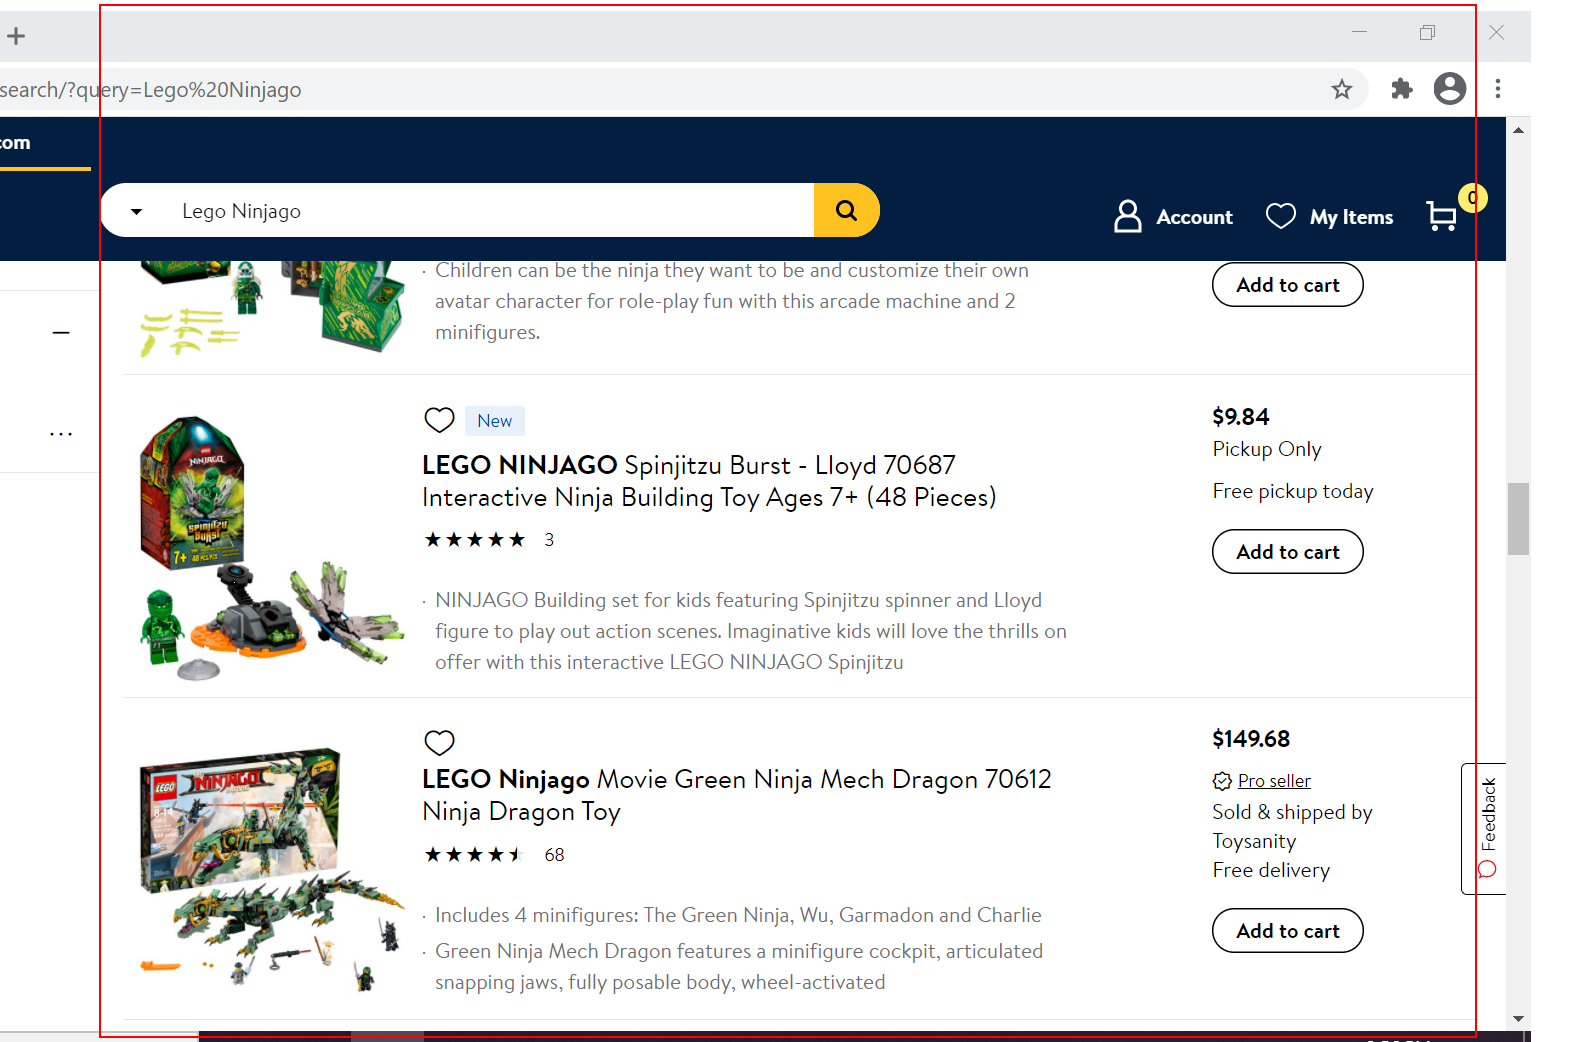 search/?query=Lego%20Ninjago
com
Lego Ninjago
Account
My Items
0
· Children can be the ninja they want to be and customize their own
avatar character for role-play fun with this arcade machine and 2
minifigures.
Add to cart
New
LEGO NINJAGO Spinjitzu Burst - Lloyd 70687
Interactive Ninja Building Toy Ages 7+ (48 Pieces)
3
· NINJAGO Building set for kids featuring Spinjitzu spinner and Lloyd
figure to play out action scenes. Imaginative kids will love the thrills on
offer with this interactive LEGO NINJAGO Spinjitzu
$9.84
Pickup Only
Free pickup today
Add to cart
NINJAGO
SPINJITZU
BURST
7+
LEGO Ninjago Movie Green Ninja Mech Dragon 70612
Ninja Dragon Toy
68
· Includes 4 minifigures: The Green Ninja, Wu, Garmadon and Charlie
· Green Ninja Mech Dragon features a minifigure cockpit, articulated
snapping jaws, fully posable body, wheel-activated
$149.68
Pro seller
Sold & shipped by
Toysanity
Free delivery
Add to cart
LEGO
NINJAGO
Feedback